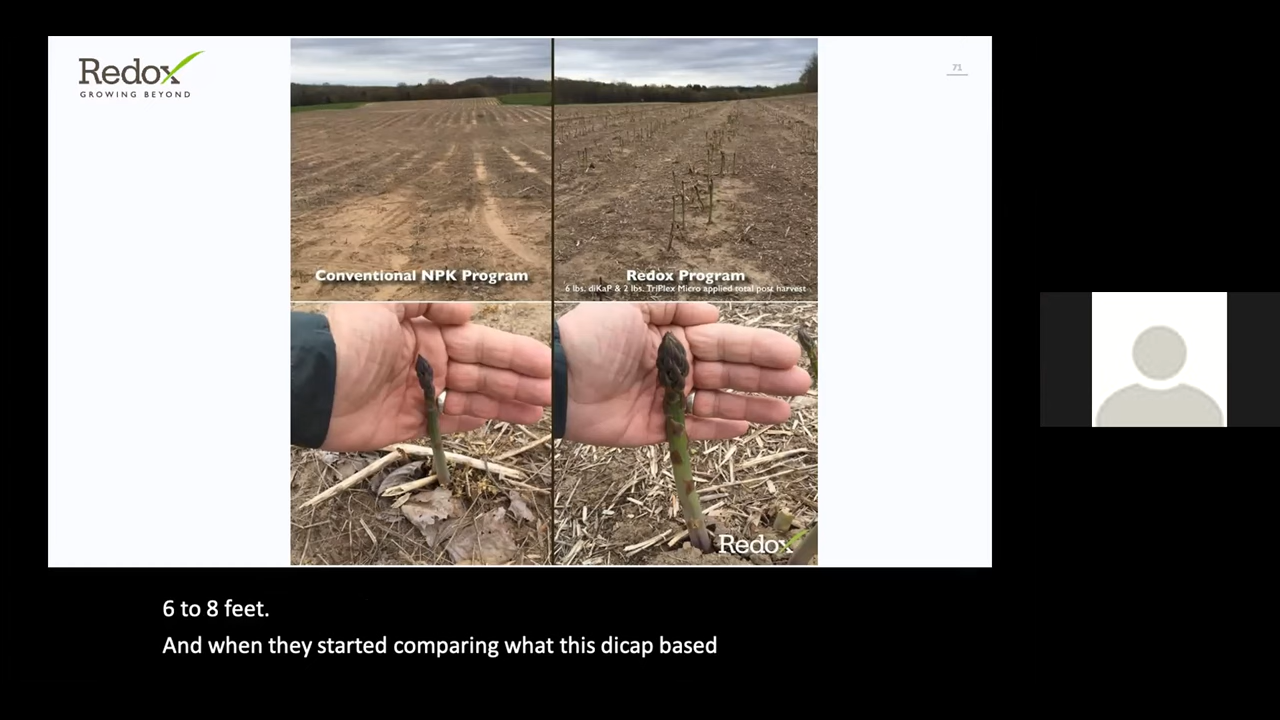 Redox
GROWING BEYOND
71
Conventional NPK Program
Redox Program
6 lbs. diKaP & 2 lbs. TriPlex Micro applied total post harvest
Redox
6 to 8 feet.
And when they started comparing what this dicap based